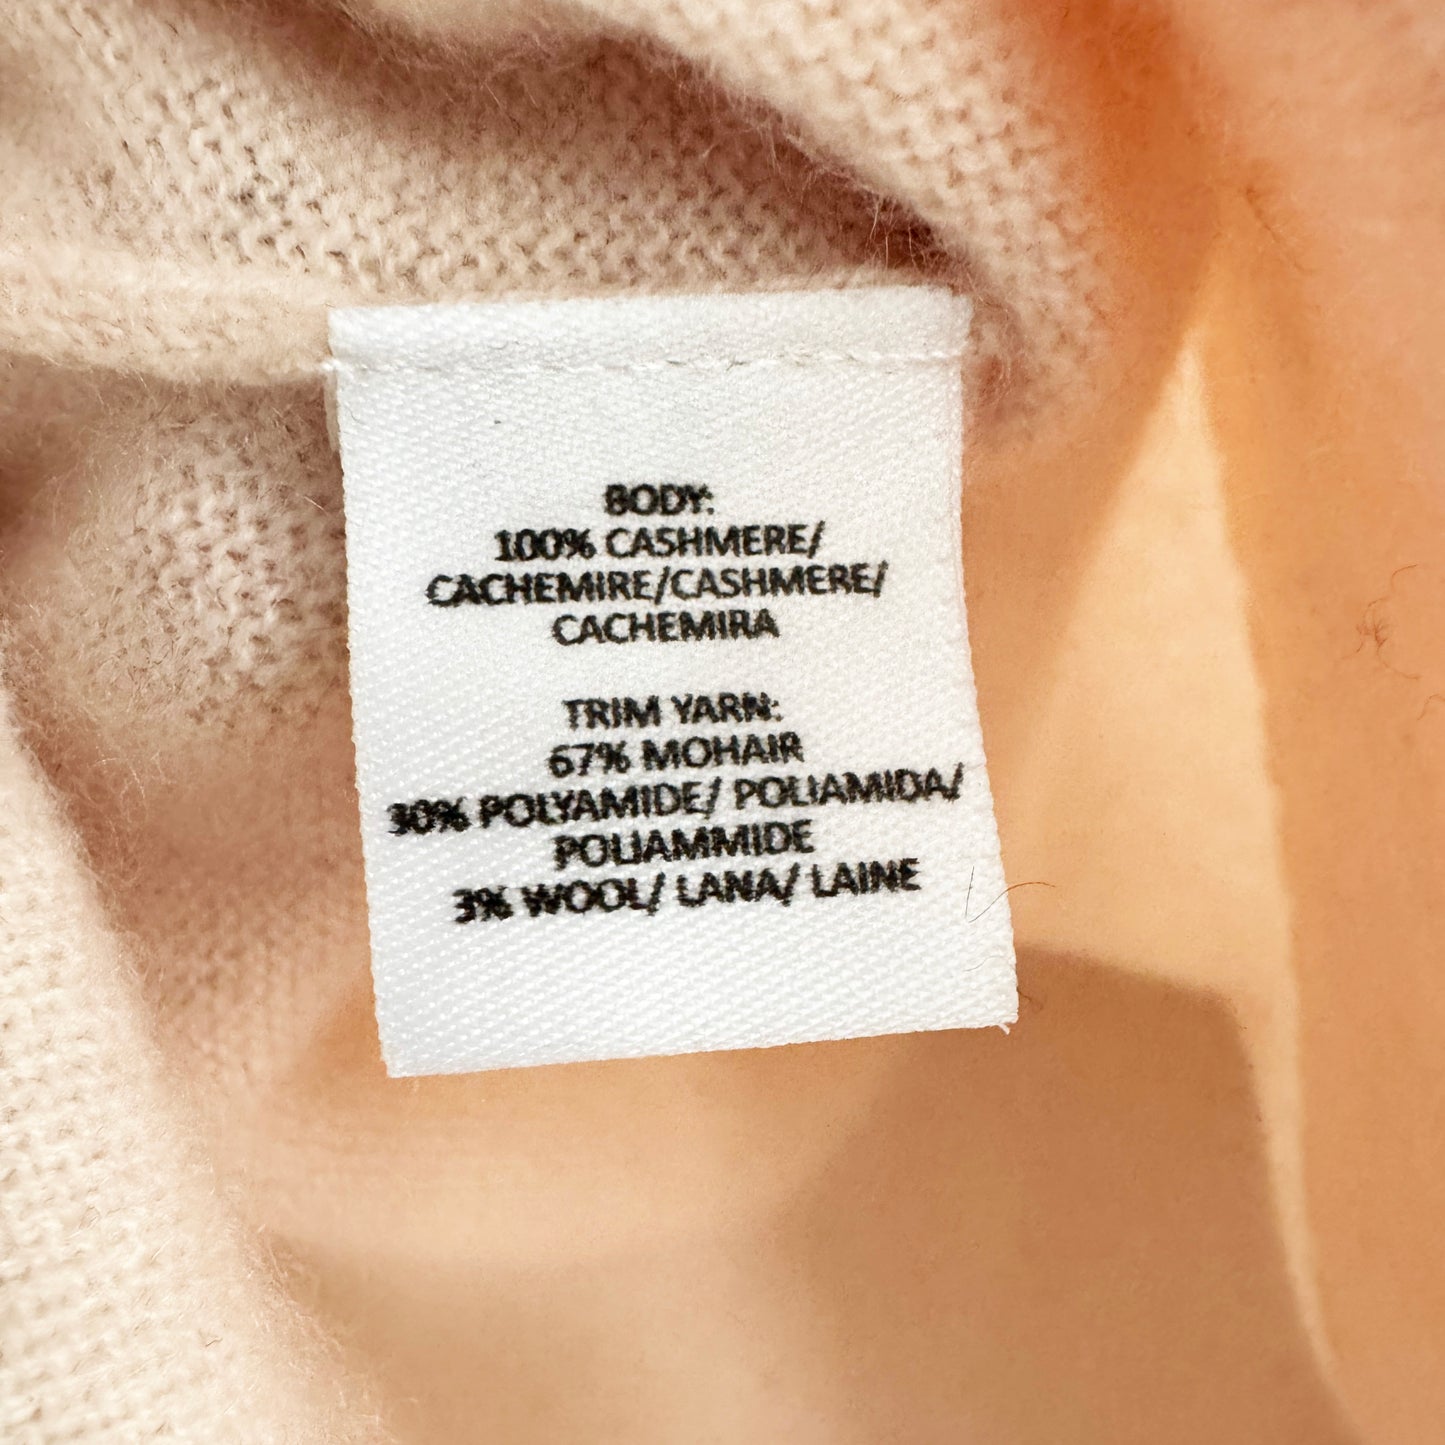 BODY:
100% CASHMERE/
CACHEMIRE/CASHMERE/
CACHEMIRA
TRIM YARN:
67% MOHAIR
30% POLYAMIDE/ POLIAMIDA/
POLIAMMIDE
3% WOOL/ LANA/ LAINE